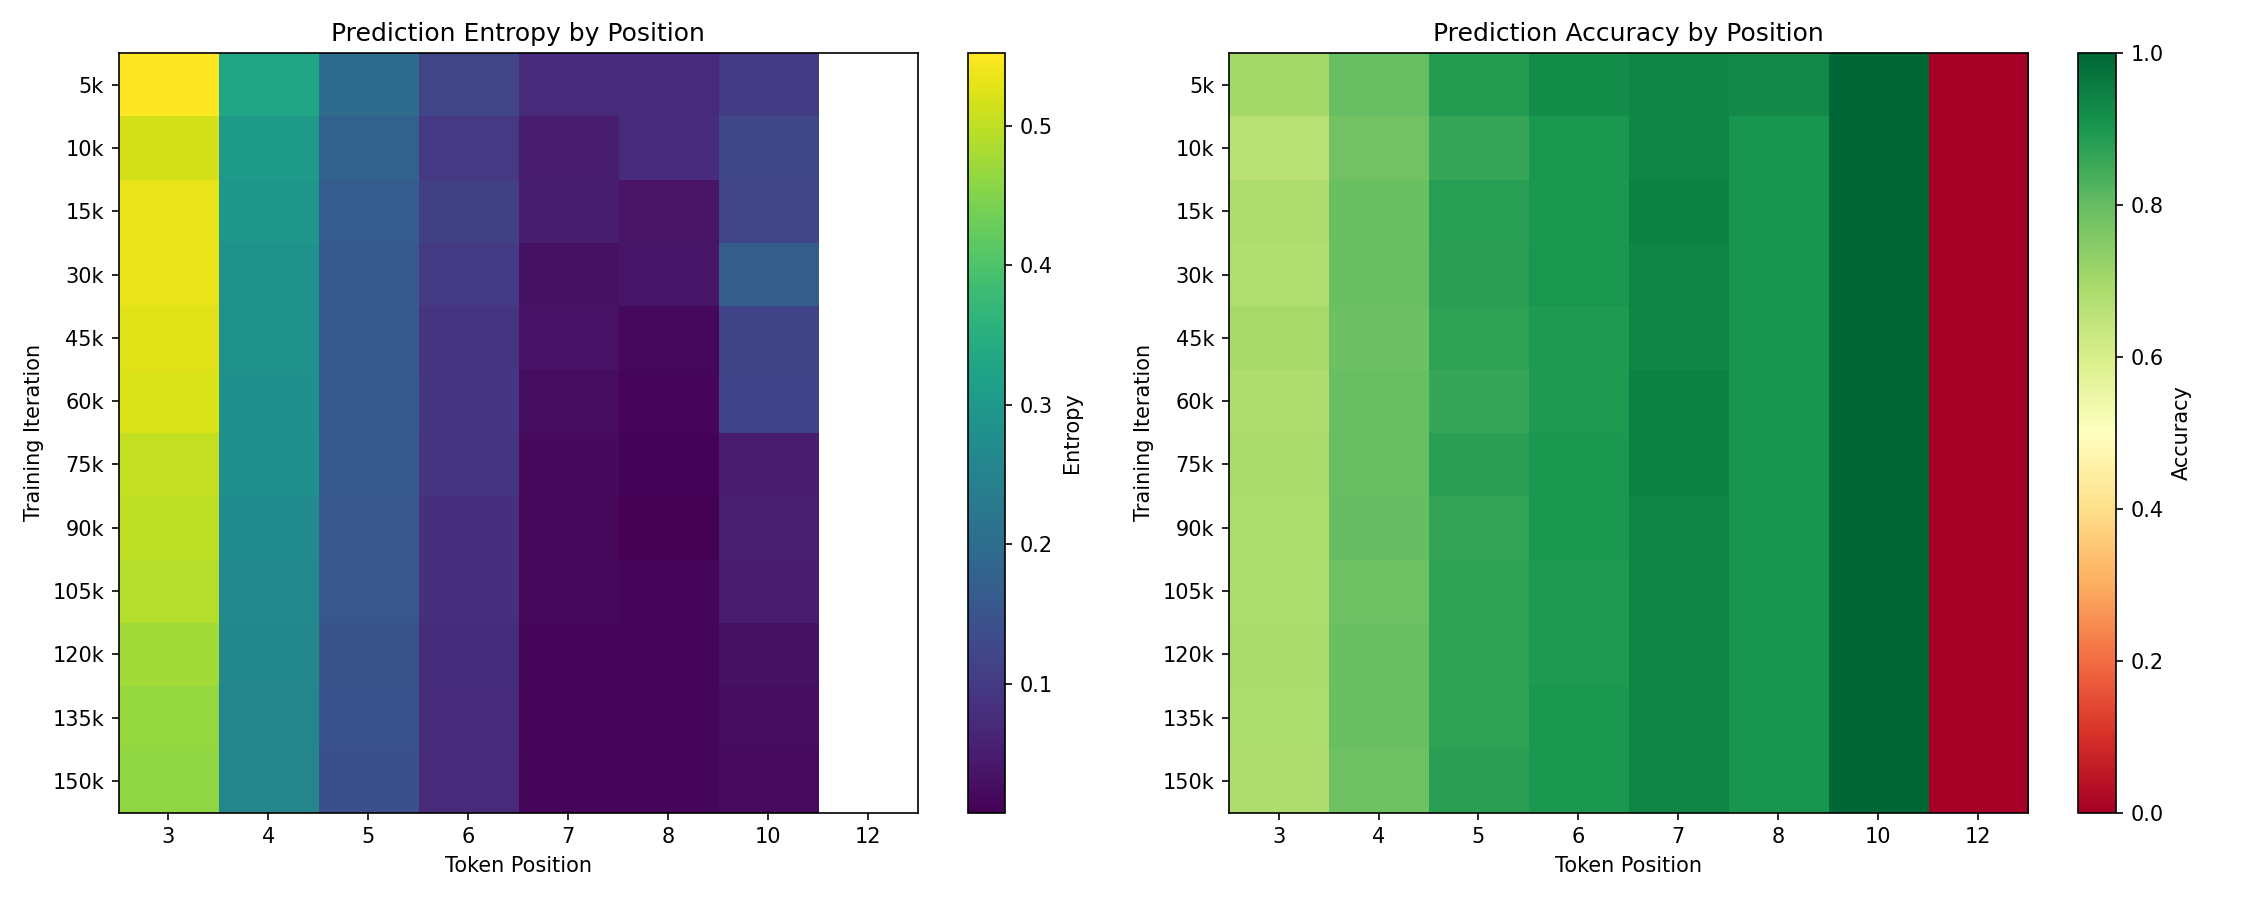 Prediction Entropy by Position
5k
10k
15k
30k
45k
60k
75k
90k
105k
120k
135k
150k
Training Iteration
3 4 5 6 7 8 10 12
Token Position
0.5
0.4
0.3
0.2
0.1
Entropy
Prediction Accuracy by Position
5k
10k
15k
30k
45k
60k
75k
90k
105k
120k
135k
150k
Training Iteration
3 4 5 6 7 8 10 12
Token Position
1.0
0.8
0.6
0.4
0.2
0.0
Accuracy